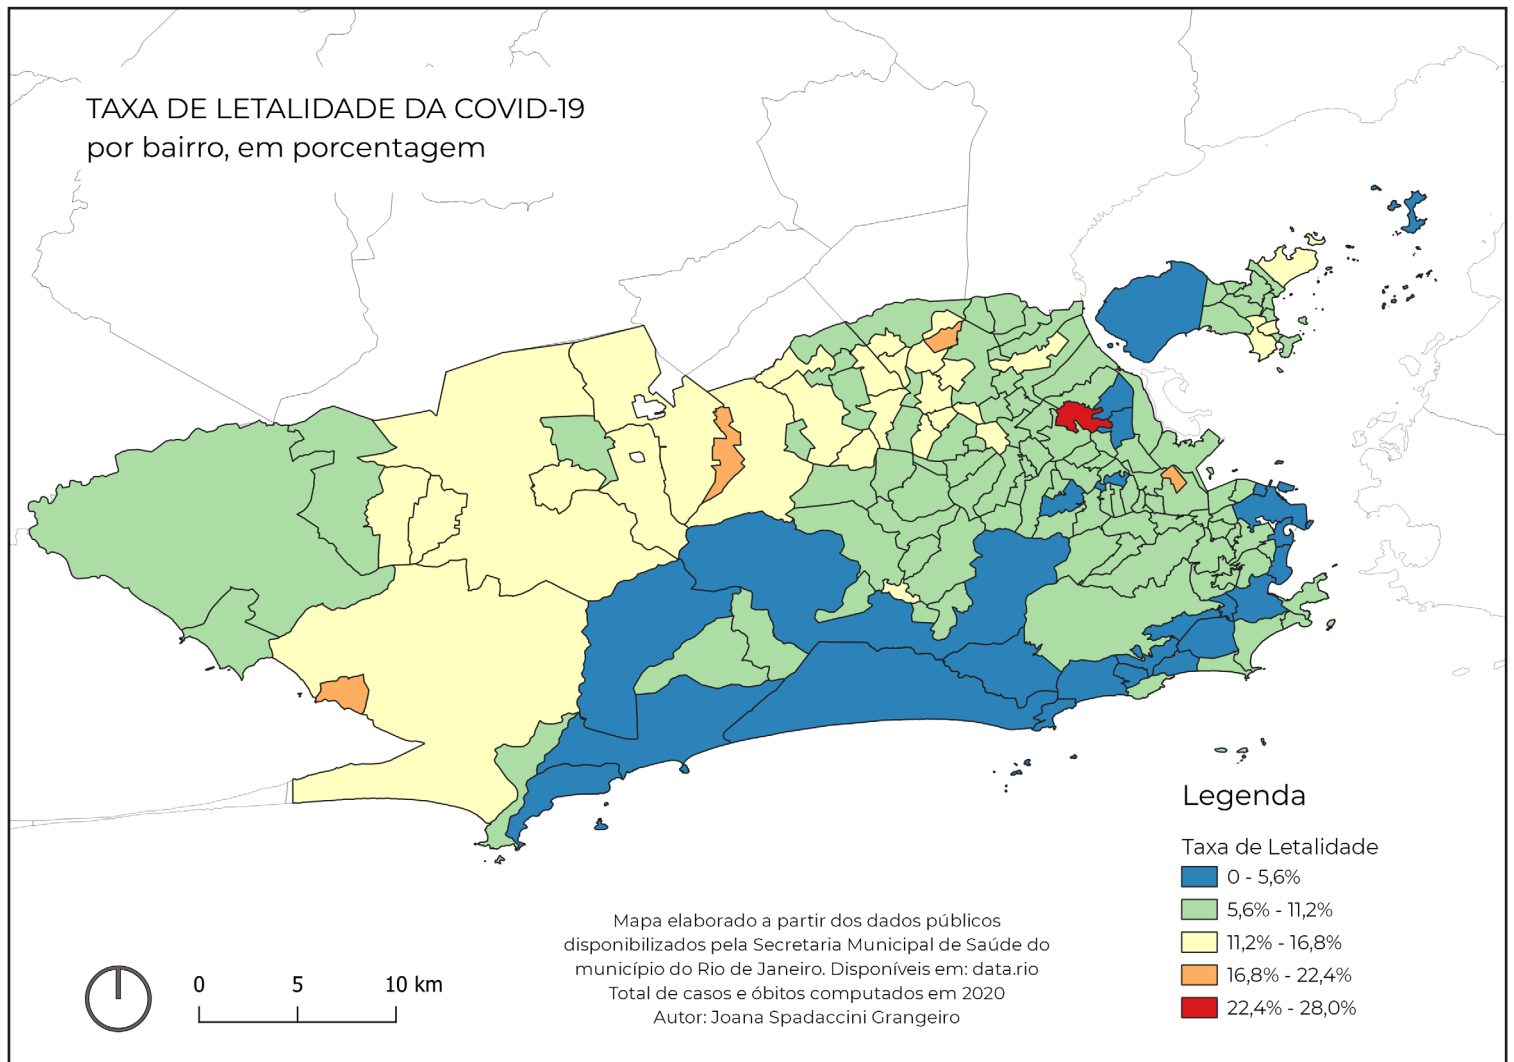 TAXA DE LETALIDADE DA COVID-19
por bairro, em porcentagem
Legenda
Taxa de Letalidade
0 - 5,6%
5,6% - 11,2%
11,2% - 16,8%
16,8% - 22,4%
22,4% - 28,0%
Mapa elaborado a partir dos dados públicos
disponibilizados pela Secretaria Municipal de Saúde do
município do Rio de Janeiro. Disponíveis em: data.rio
Total de casos e óbitos computados em 2020
Autor: Joana Spadaccini Grangeiro
0 5 10 km